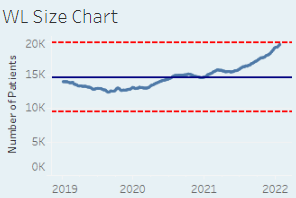 WL Size Chart
Number of Patients
20K
15K
10K
5K
0K
2019 2020 2021 2022